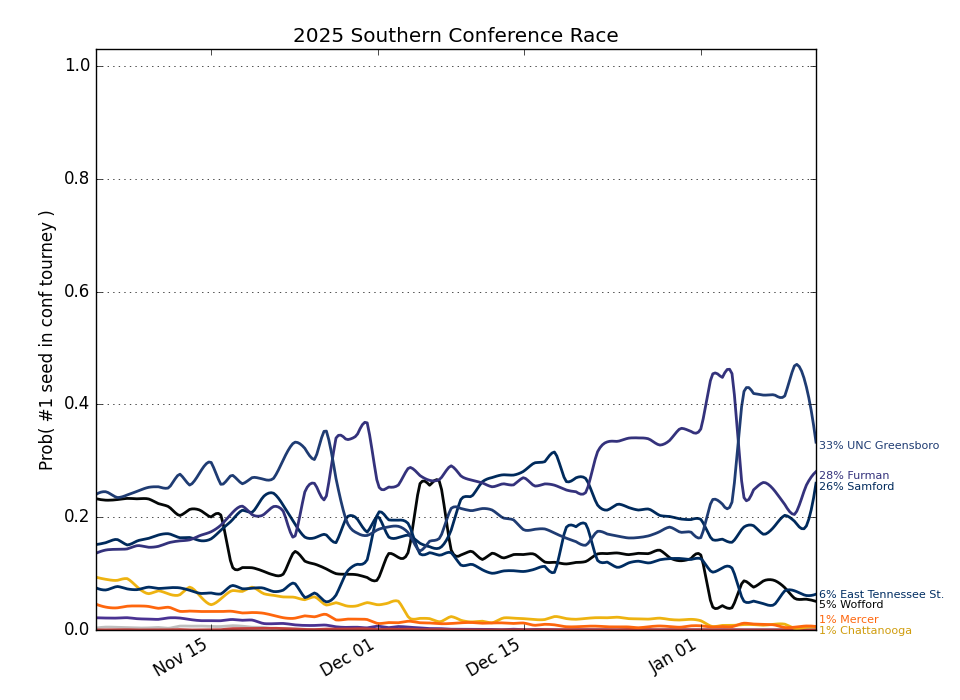 2025 Southern Conference Race
Prob( #1 seed in conf tourney )
1.0
0.8
0.6
0.4
0.2
0.0
Nov 15
Dec 01
Dec 15
Jan 01
33% UNC Greensboro
28% Furman
26% Samford
6% East Tennessee St.
5% Wofford
1% Mercer
1% Chattanooga